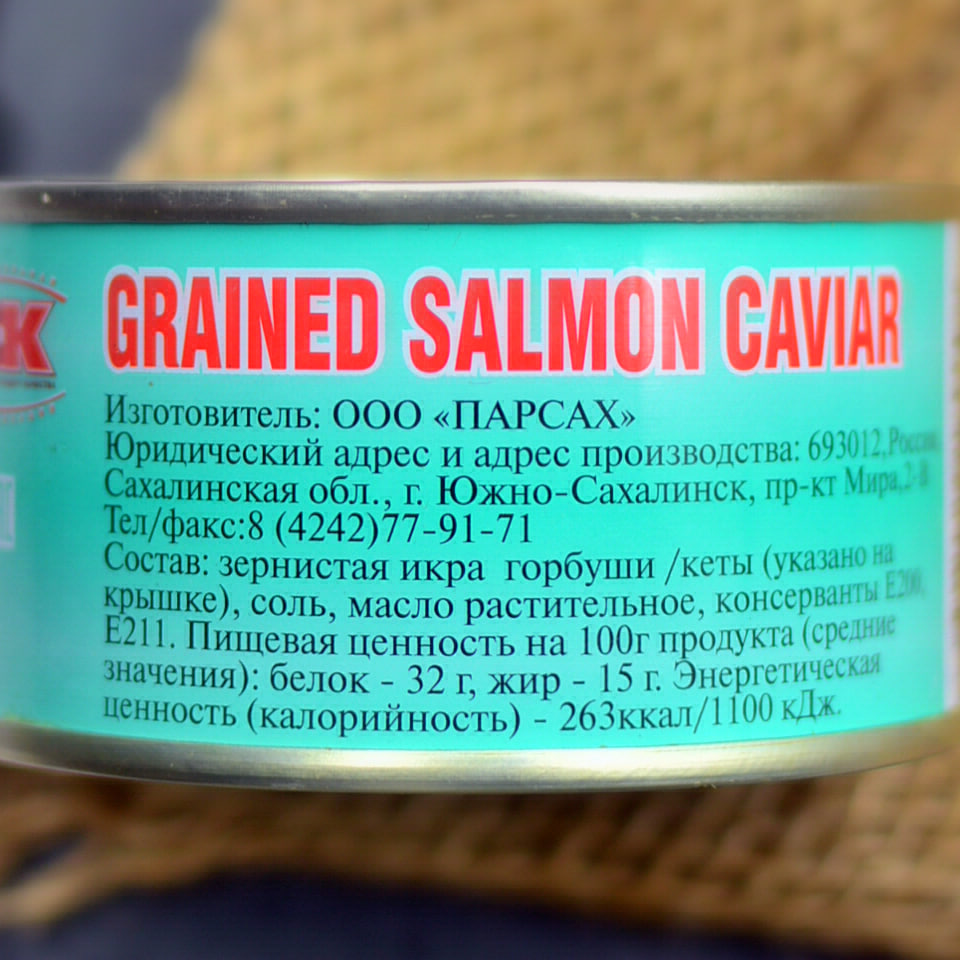 GRAINED SALMON CAVIAR
Изготовитель: ООО «ПАРСАХ»
Юридический адрес и адрес производства: 693012,Россия,
Сахалинская обл., г. Южно-Сахалинск, пр-кт Мира,2-В
Тел/факс:8 (4242)77-91-71
Состав: зернистая икра горбуши /кеты (указано на
крышке), соль, масло растительное, консерванты Е200,
Е211. Пищевая ценность на 100г продукта (средние
значения): белок - 32 г, жир - 15 г. Энергетическая
ценность (калорийность) - 263ккал/1100 кДж.